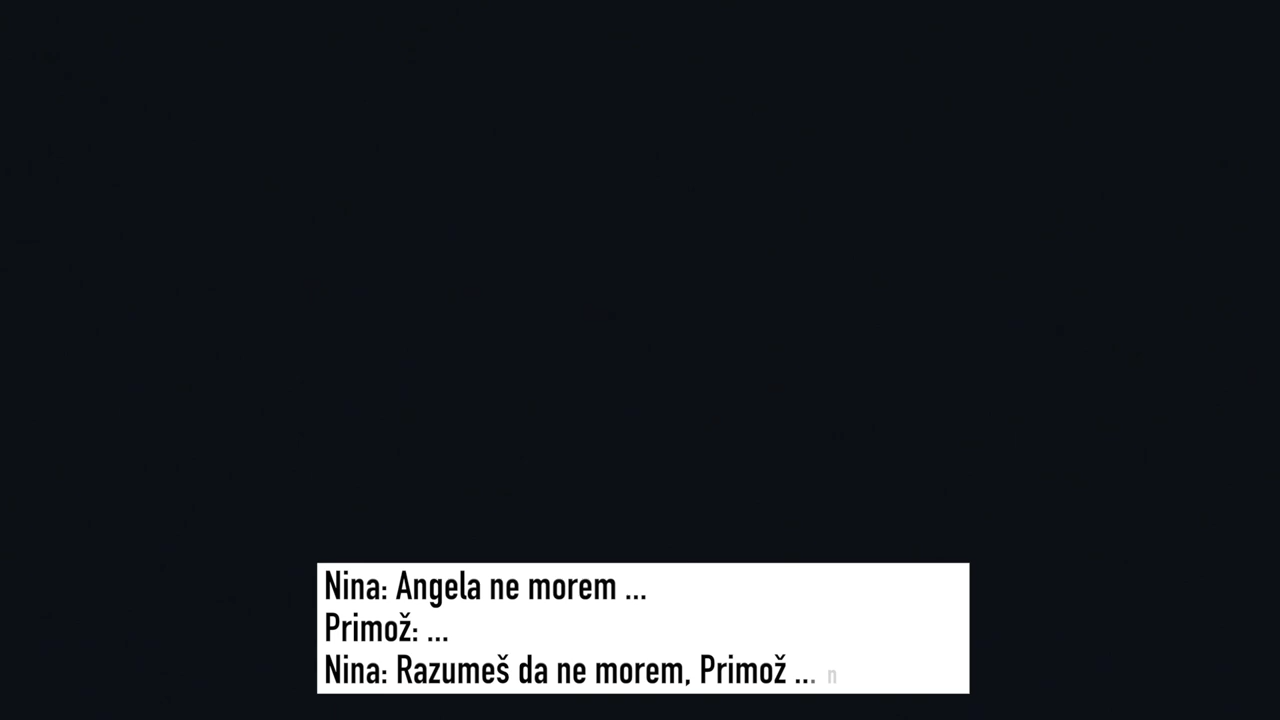 Nina: Angela ne morem ...
Primož: ...
Nina: Razumeš da ne morem, Primož ... n